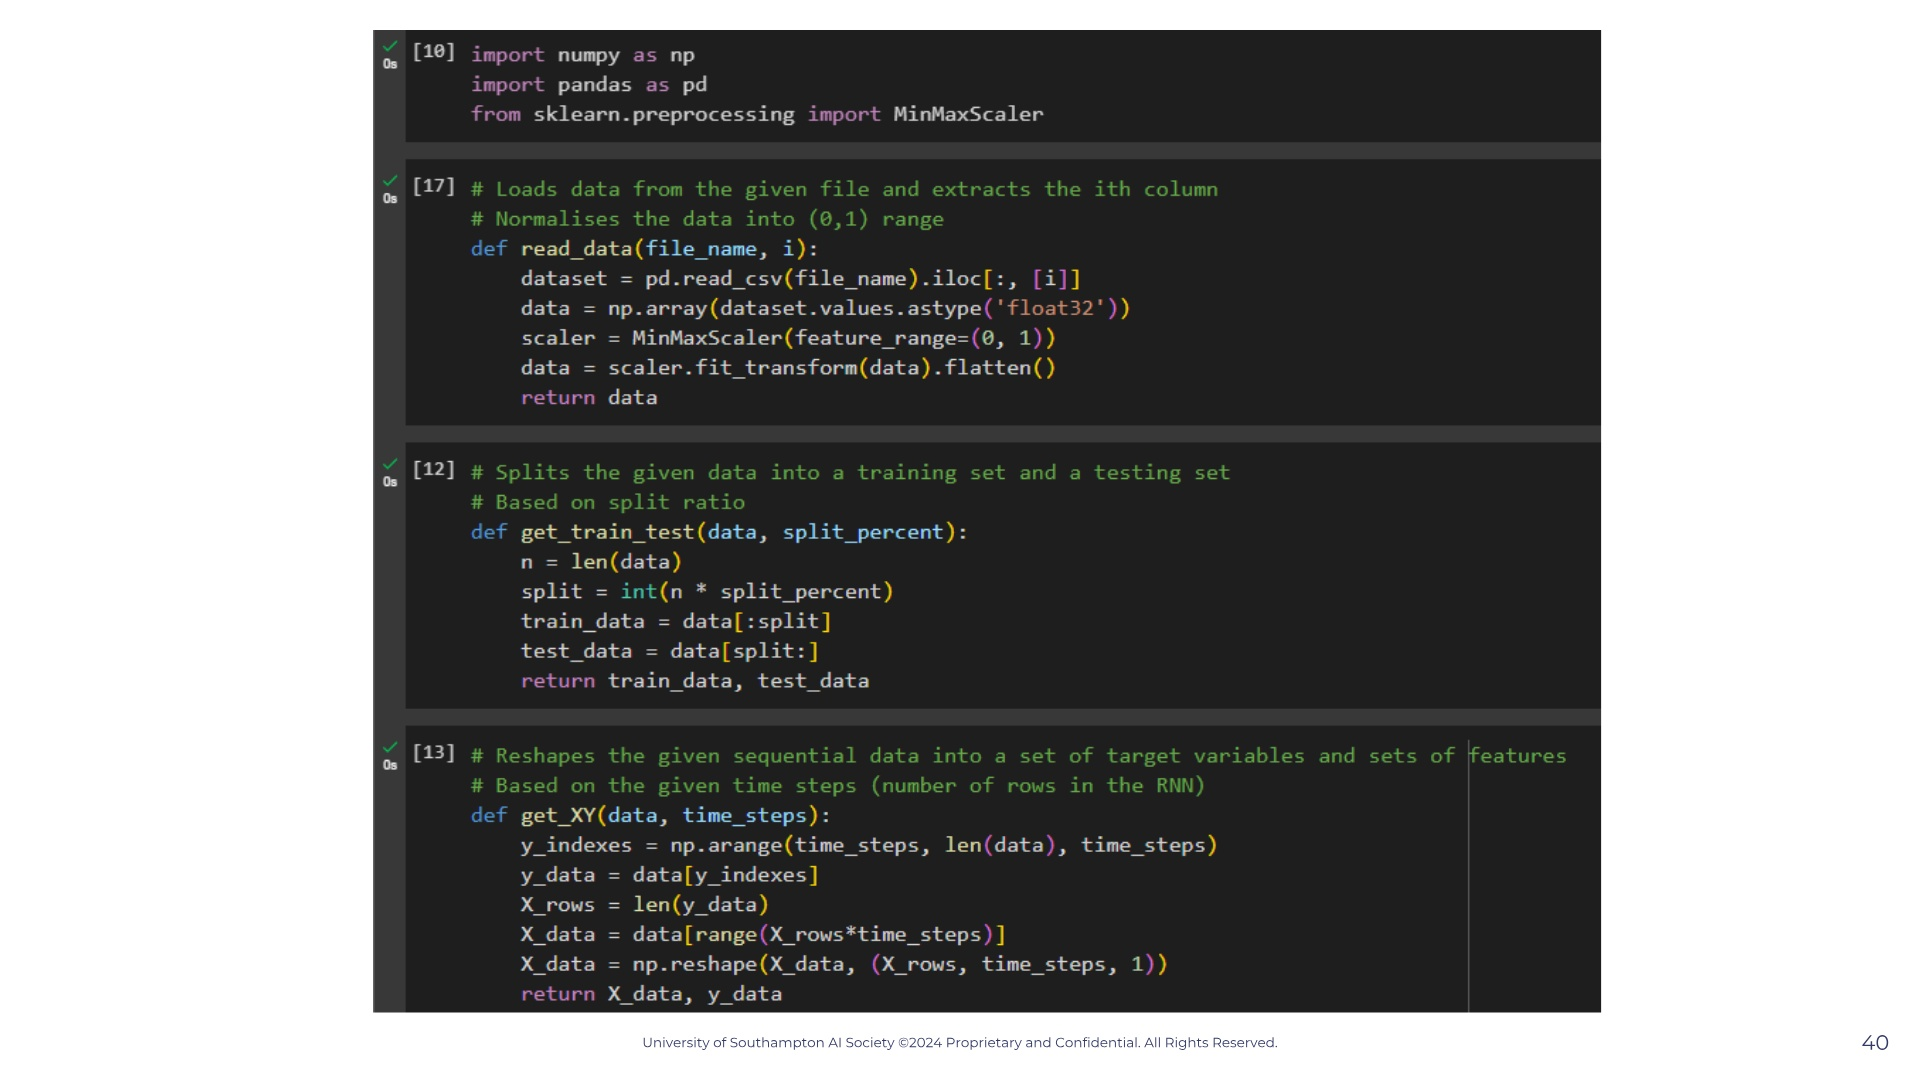 [10] import numpy as np
import pandas as pd
0s
from sklearn.preprocessing import MinMaxScaler
[17] # Loads data from the given file and extracts the ith column
0s
# Normalises the data into (0,1) range
def read_data(file_name, i):
    dataset = pd.read_csv(file_name).iloc[:, [i]]
    data = np.array(dataset.values.astype('float32'))
    scaler = MinMaxScaler(feature_range=(0, 1))
    data = scaler.fit_transform(data).flatten()
    return data
[12] # Splits the given data into a training set and a testing set
0s
# Based on split ratio
def get_train_test(data, split_percent):
    n = len(data)
    split = int(n * split_percent)
    train_data = data[:split]
    test_data = data[split:]
    return train_data, test_data
[13] # Reshapes the given sequential data into a set of target variables and sets of features
0s
# Based on the given time steps (number of rows in the RNN)
def get_XY(data, time_steps):
    y_indexes = np.arange(time_steps, len(data), time_steps)
    y_data = data[y_indexes]
    X_rows = len(y_data)
    X_data = data[range(X_rows*time_steps)]
    X_data = np.reshape(X_data, (X_rows, time_steps, 1))
    return X_data, y_data
University of Southampton AI Society ©2024 Proprietary and Confidential. All Rights Reserved.
40